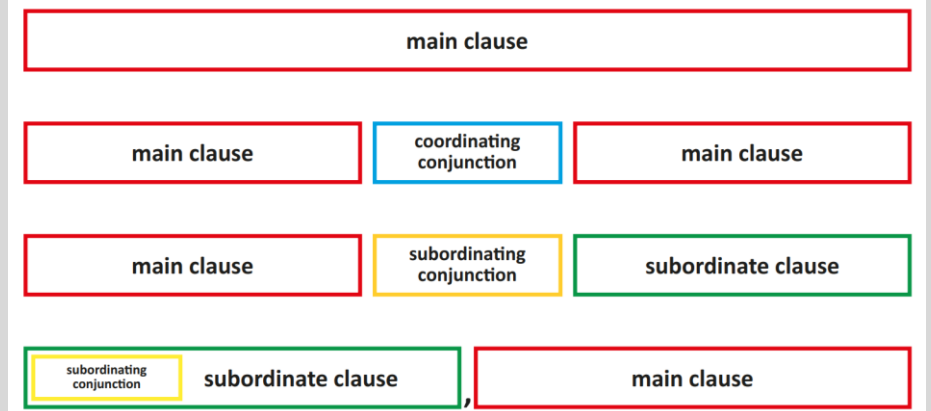 main clause
main clause coordinating conjunction main clause
main clause subordinating conjunction subordinate clause
subordinating conjunction subordinate clause , main clause